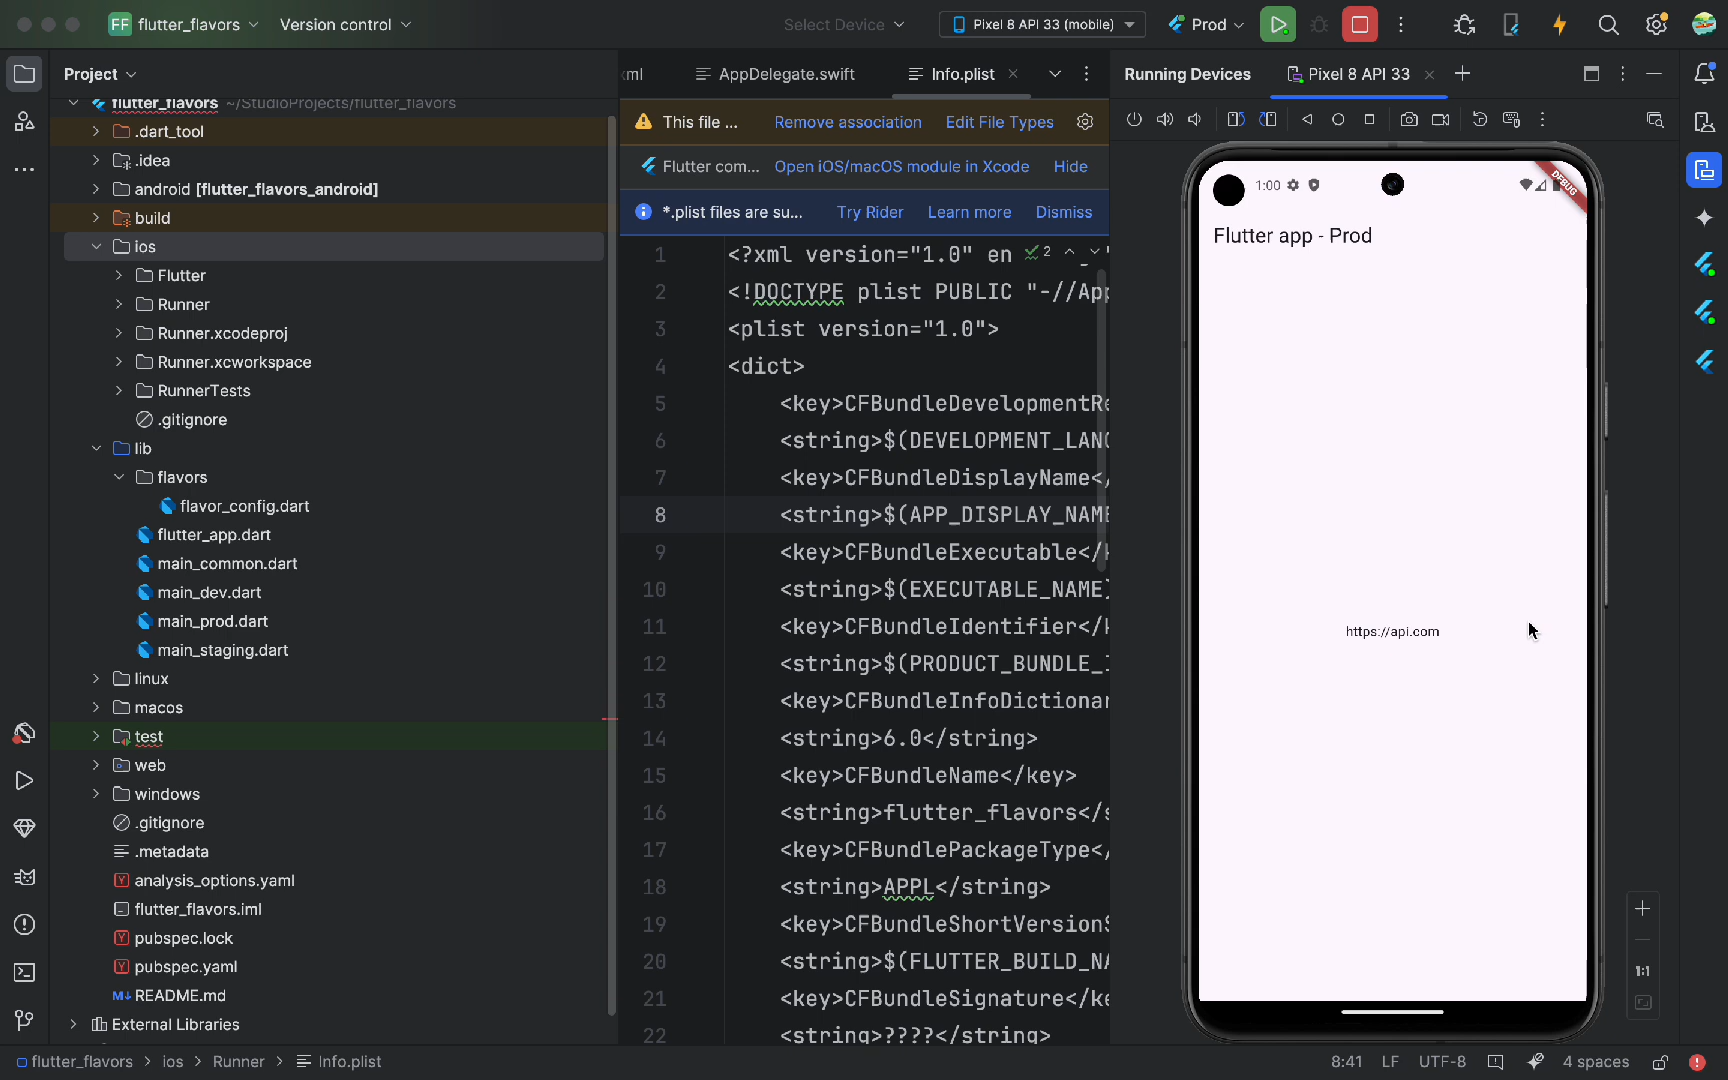 FF flutter_flavors Version control Select Device Pixel 8 API 33 (mobile) Prod
Project
flutter_flavors ~/StudioProjects/flutter_flavors
.dart_tool
.idea
android [flutter_flavors_android]
build
ios
Flutter
Runner
Runner.xcodeproj
Runner.xcworkspace
RunnerTests
.gitignore
lib
flavors
flavor_config.dart
flutter_app.dart
main_common.dart
main_dev.dart
main_prod.dart
main_staging.dart
linux
macos
test
web
windows
.gitignore
.metadata
analysis_options.yaml
flutter_flavors.iml
pubspec.lock
pubspec.yaml
README.md
External Libraries
AppDelegate.swift Info.plist
This file ... Remove association Edit File Types
Flutter com... Open iOS/macOS module in Xcode Hide
*.plist files are su... Try Rider Learn more Dismiss
1 <?xml version="1.0" en 2
2 <!DOCTYPE plist PUBLIC "-//App
3 <plist version="1.0">
4 <dict>
5 <key>CFBundleDevelopmentRe
6 <string>$(DEVELOPMENT_LANG
7 <key>CFBundleDisplayName</
8 <string>$(APP_DISPLAY_NAME
9 <key>CFBundleExecutable</k
10 <string>$(EXECUTABLE_NAME)
11 <key>CFBundleIdentifier</k
12 <string>$(PRODUCT_BUNDLE_I
13 <key>CFBundleInfoDictionar
14 <string>6.0</string>
15 <key>CFBundleName</key>
16 <string>flutter_flavors</s
17 <key>CFBundlePackageType</
18 <string>APPL</string>
19 <key>CFBundleShortVersionS
20 <string>$(FLUTTER_BUILD_NA
21 <key>CFBundleSignature</ke
22 <string>????</string>
Running Devices Pixel 8 API 33
1:00
DEBUG
Flutter app - Prod
https://api.com
1:1
flutter_flavors > ios > Runner > Info.plist
8:41 LF UTF-8 4 spaces